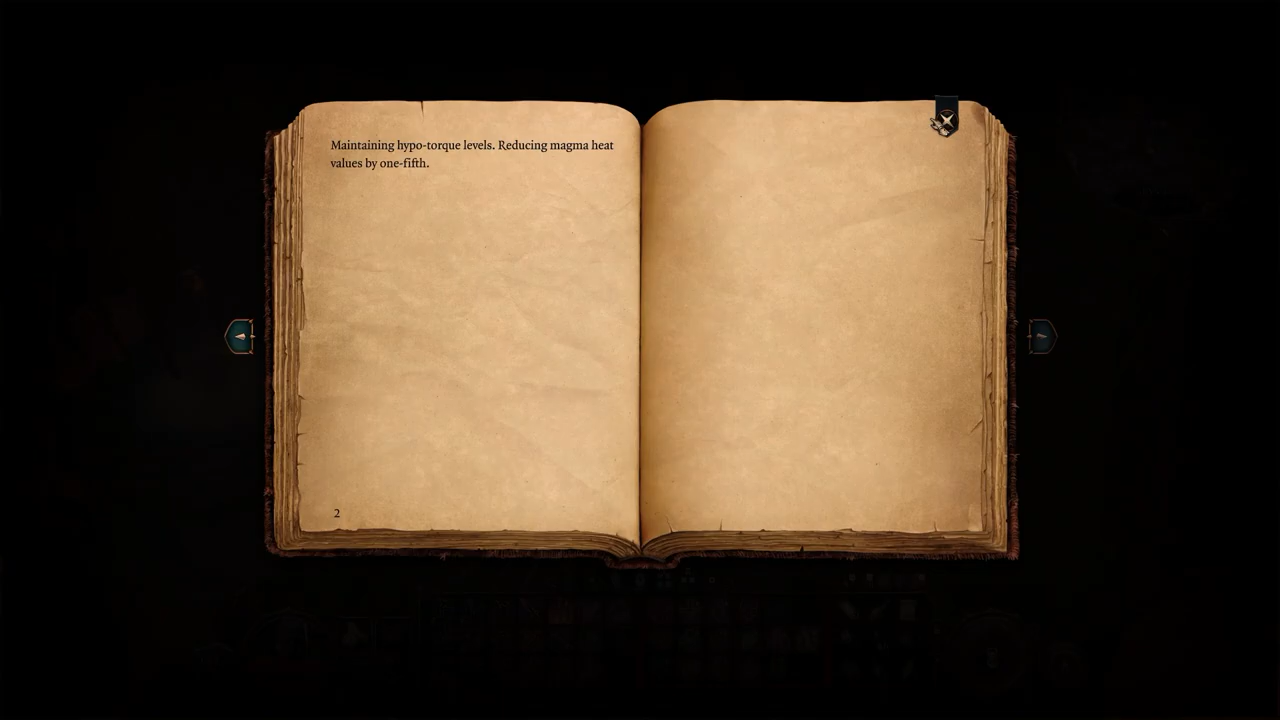 Maintaining hypo-torque levels. Reducing magma heat
values by one-fifth.
2